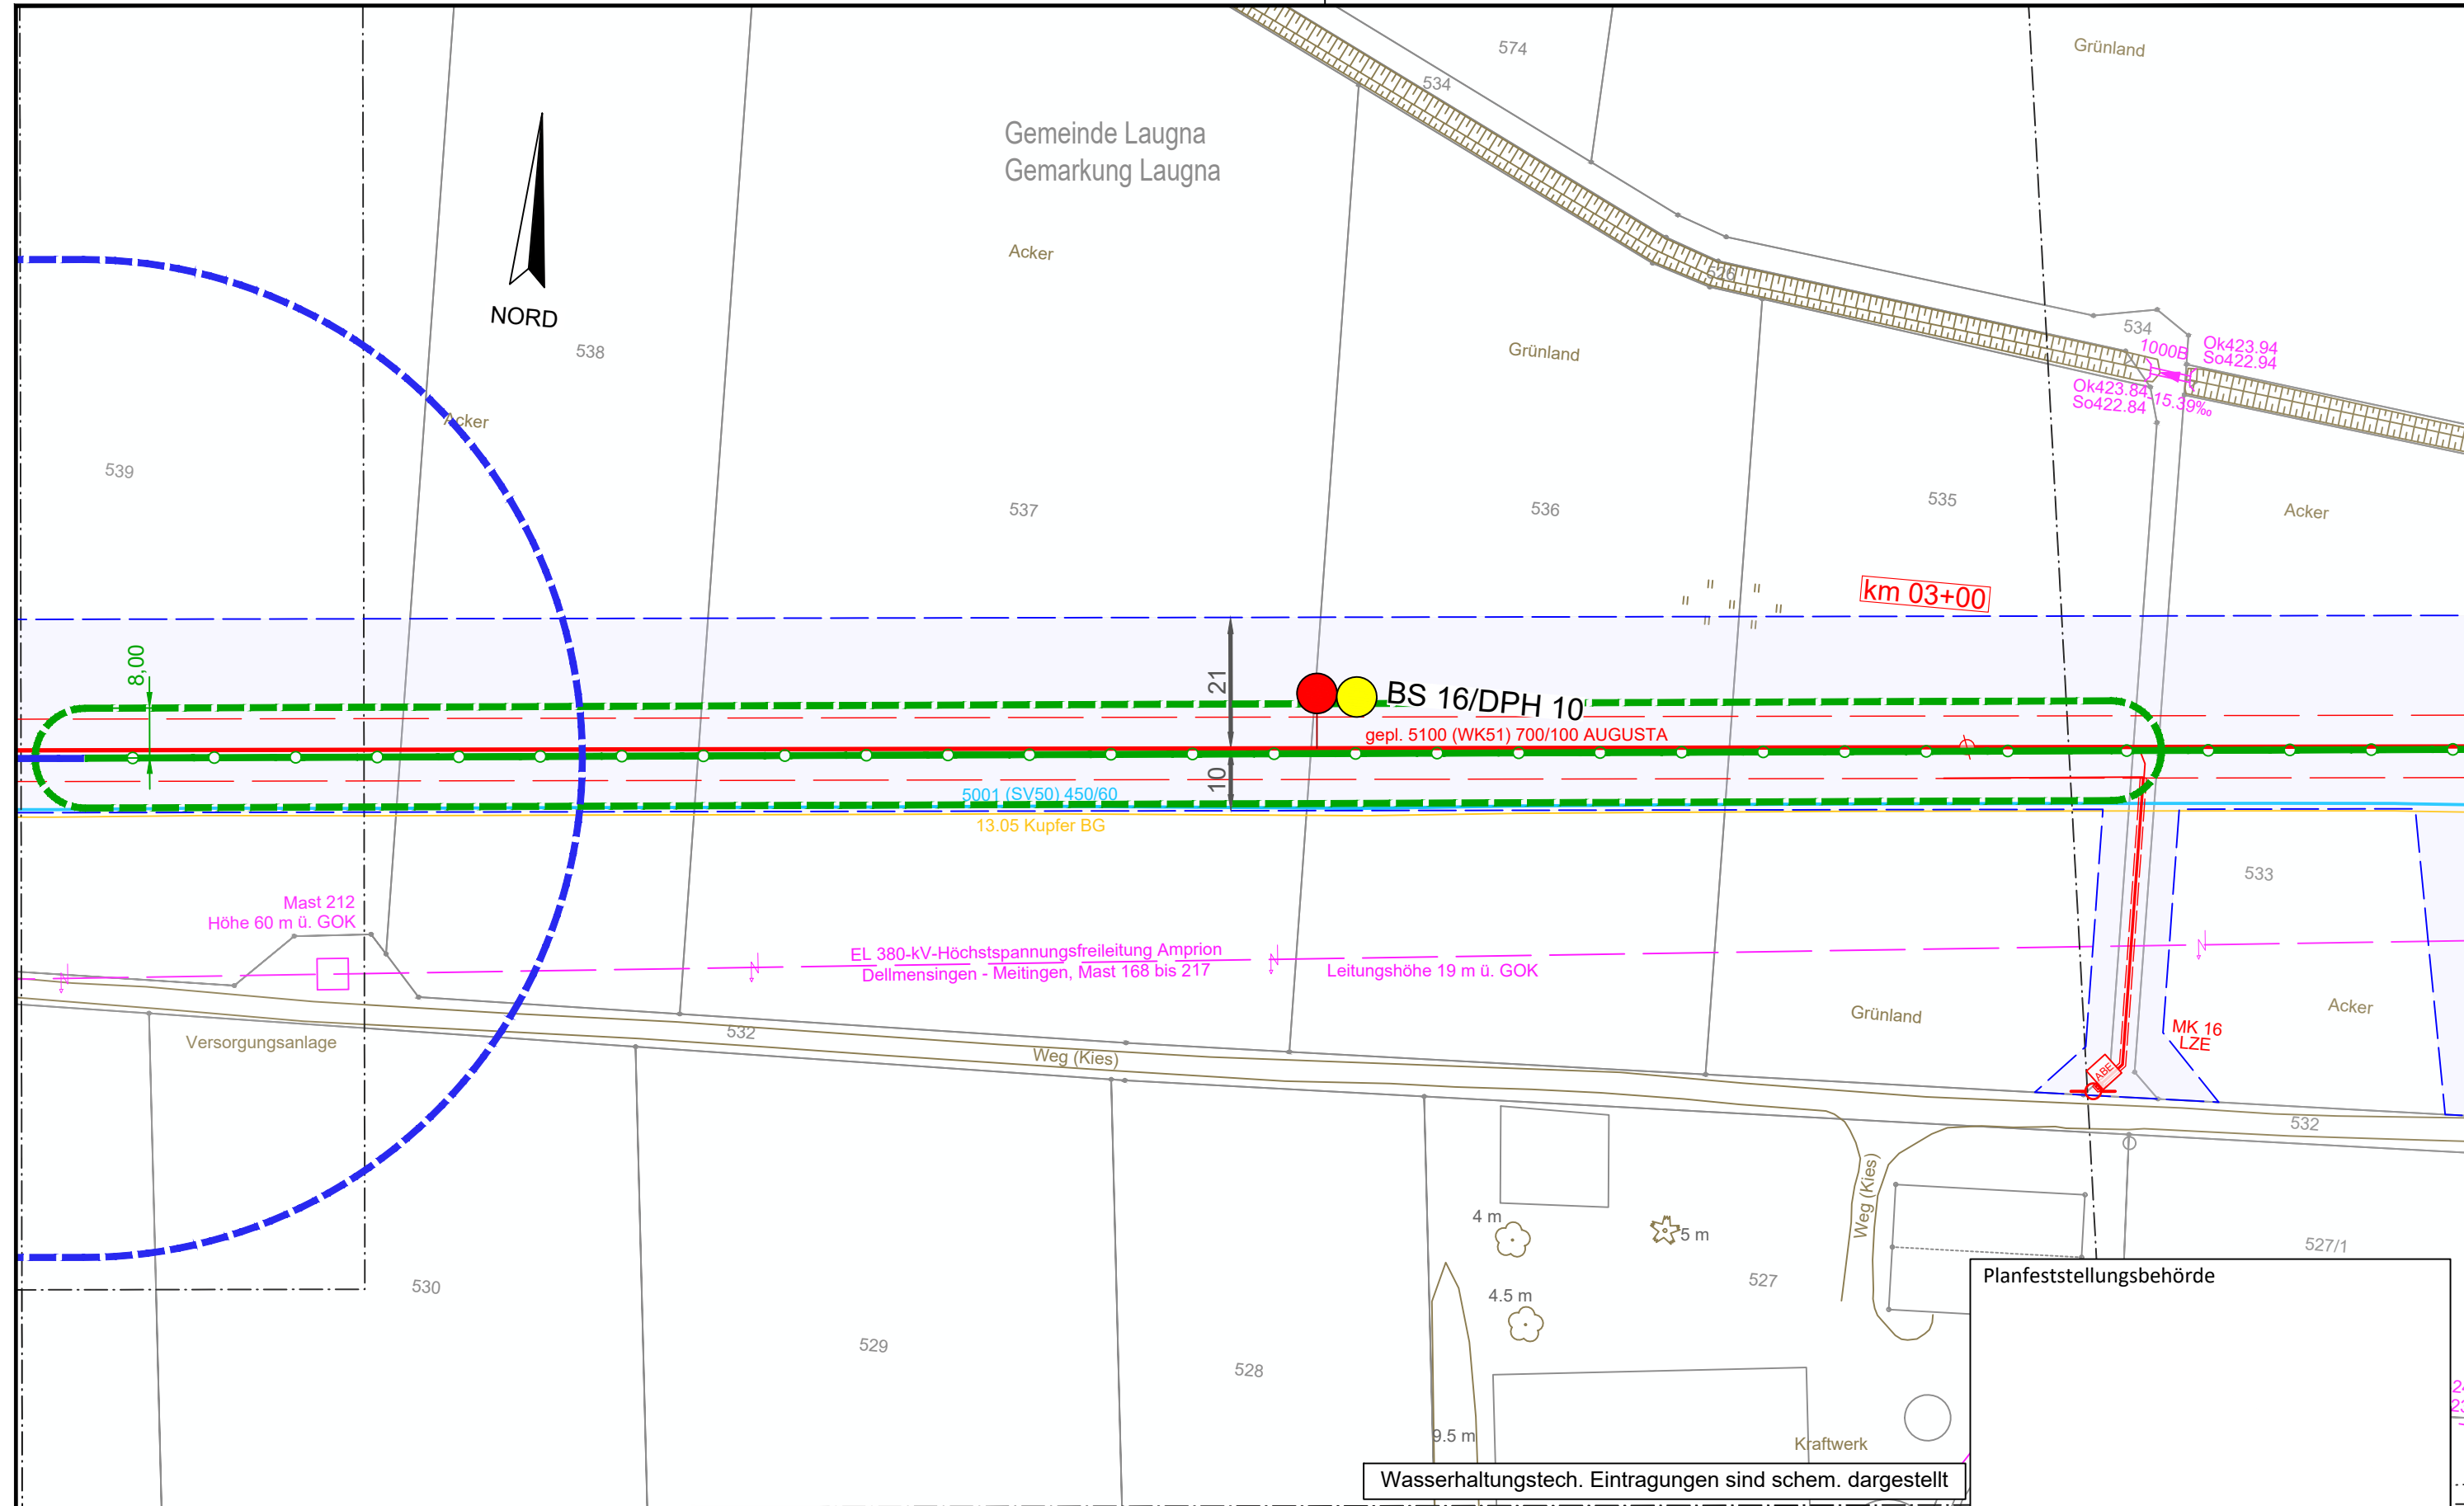 574
534
Grünland
Gemeinde Laugna
Gemarkung Laugna
Acker
526
534
1000B
Ok423.94
So422.94
Ok423.84
So422.84
-15.39‰
NORD
538
Grünland
Acker
539
537
536
535
Acker
km 03+00
8,00
21
BS 16/DPH 10
gepl. 5100 (WK51) 700/100 AUGUSTA
10
5001 (SV50) 450/60
13.05 Kupfer BG
533
Mast 212
Höhe 60 m ü. GOK
EL 380-kV-Höchstspannungsfreileitung Amprion
Dellmensingen - Meitingen, Mast 168 bis 217
Leitungshöhe 19 m ü. GOK
Grünland
Acker
MK 16
LZE
ABE
Versorgungsanlage
532
Weg (Kies)
532
Weg (Kies)
4 m
5 m
527/1
530
4.5 m
527
Planfeststellungsbehörde
529
528
9.5 m
Kraftwerk
Wasserhaltungstech. Eintragungen sind schem. dargestellt